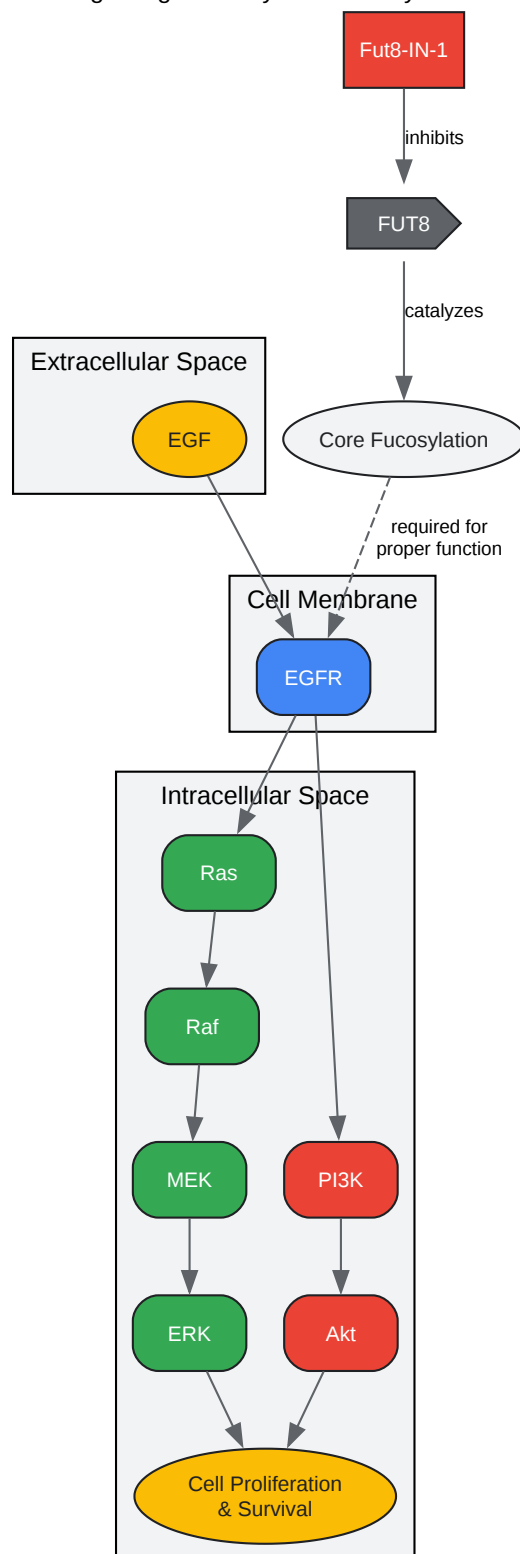 Fut8-IN-1
inhibits
FUT8
catalyzes
Extracellular Space
EGF
Core Fucosylation
required for
proper function
Cell Membrane
EGFR
Intracellular Space
Ras
Raf
MEK
PI3K
ERK
Akt
Cell Proliferation
& Survival